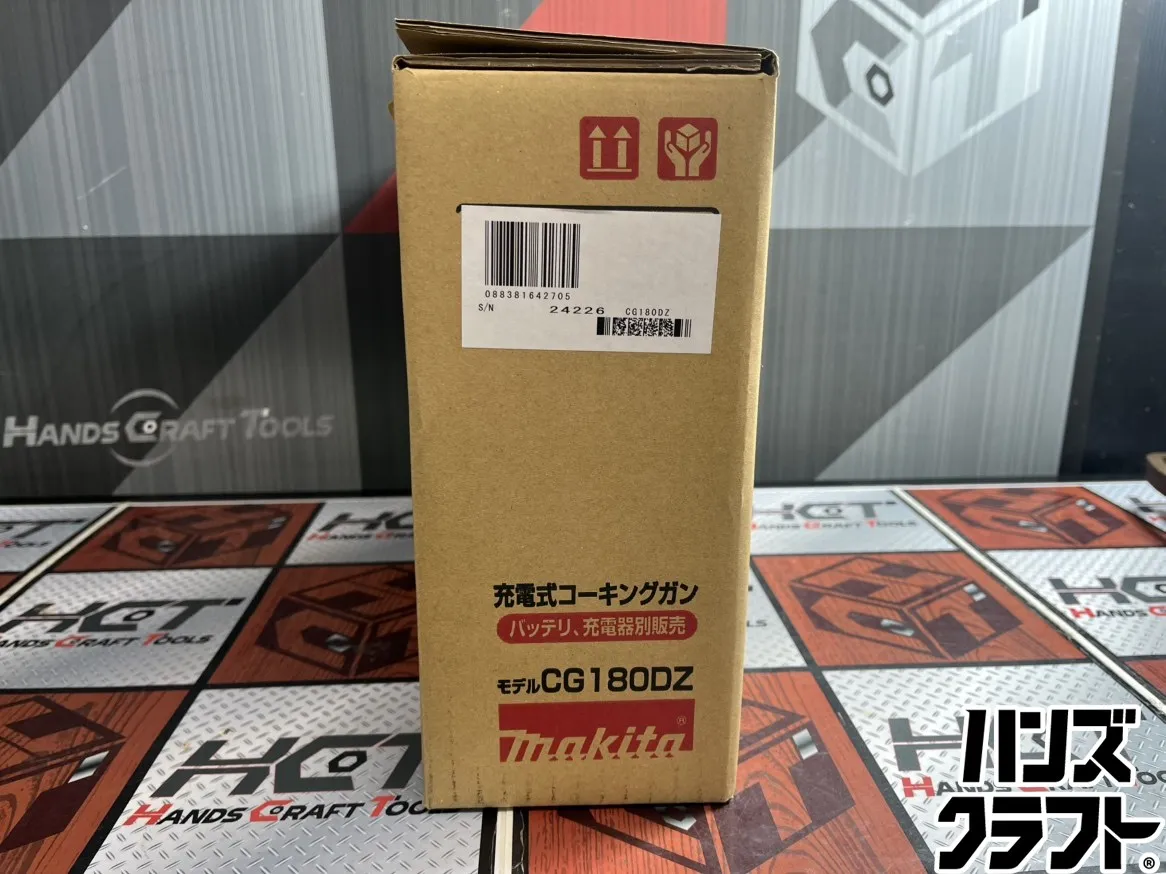 088381642705
S/N 24226 CG180DZ
HANDS CRAFT TOOLS
充電式コーキングガン
バッテリ、充電器別販売
モデルCG180DZ
makita®
HCT
HANDS CRAFT TOOLS
HCT
HANDS CRAFT TOOLS
HCT
HANDS CRAFT TOOLS
ハンズ
クラフト®